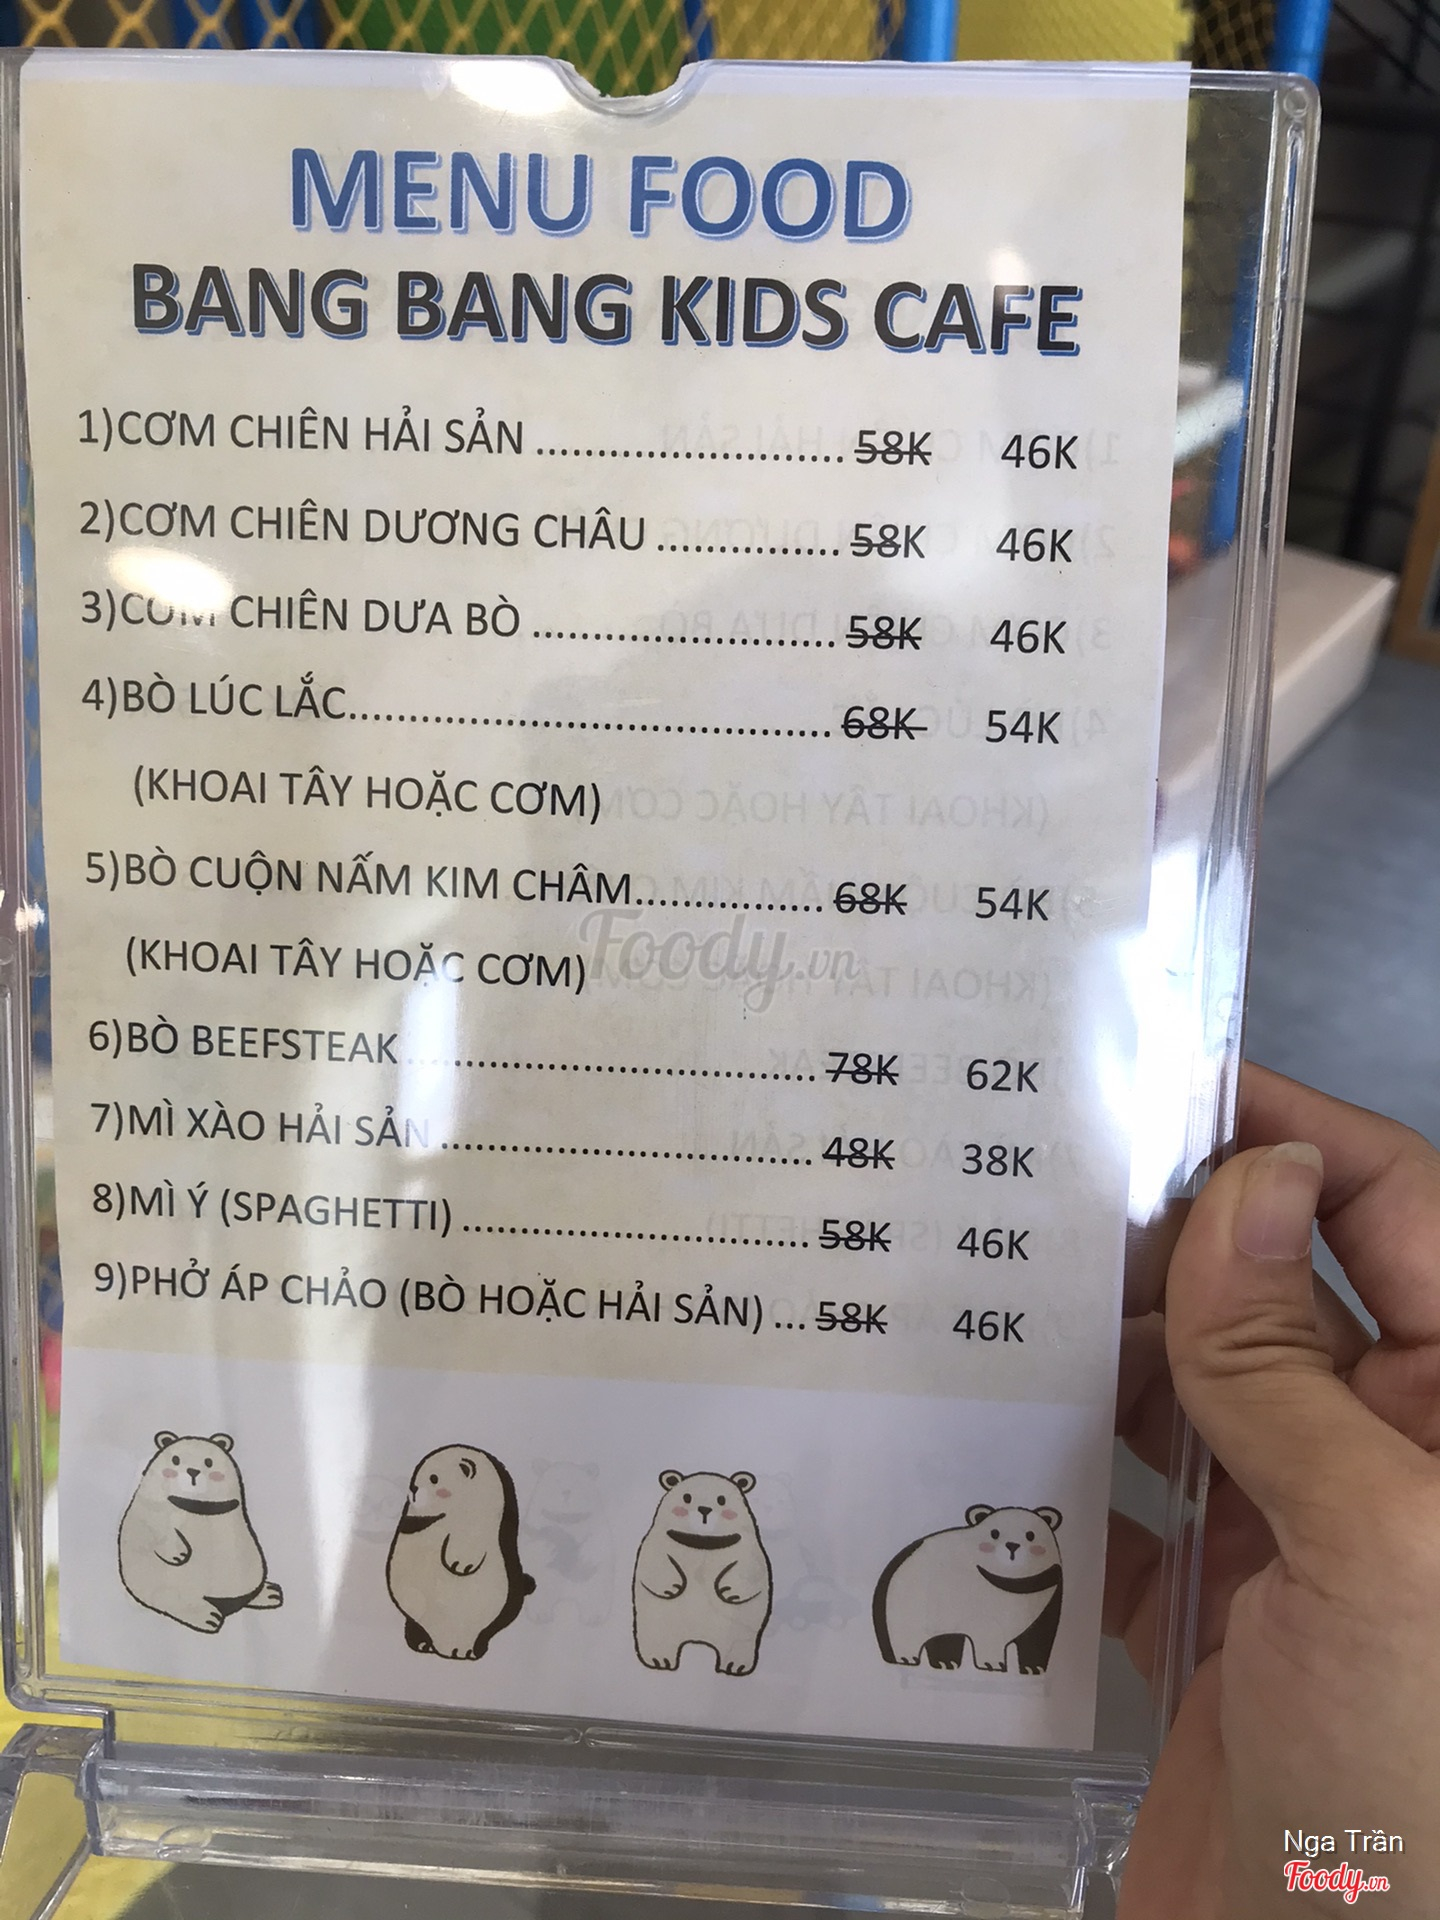 MENU FOOD
BANG BANG KIDS CAFE
1)CƠM CHIÊN HẢI SẢN ......................... 58K 46K
2)CƠM CHIÊN DƯƠNG CHÂU ............... 58K 46K
3)CƠM CHIÊN DƯA BÒ ......................... 58K 46K
4)BÒ LÚC LẮC....................................... 68K 54K
(KHOAI TÂY HOẶC CƠM)
5)BÒ CUỘN NẤM KIM CHÂM................ 68K 54K
(KHOAI TÂY HOẶC CƠM)
6)BÒ BEEFSTEAK ................................... 78K 62K
7)MÌ XÀO HẢI SẢN ................................ 48K 38K
8)MÌ Ý (SPAGHETTI) .............................. 58K 46K
9)PHỞ ÁP CHẢO (BÒ HOẶC HẢI SẢN) ... 58K 46K
Foody.vn
Nga Trần
Foody.vn